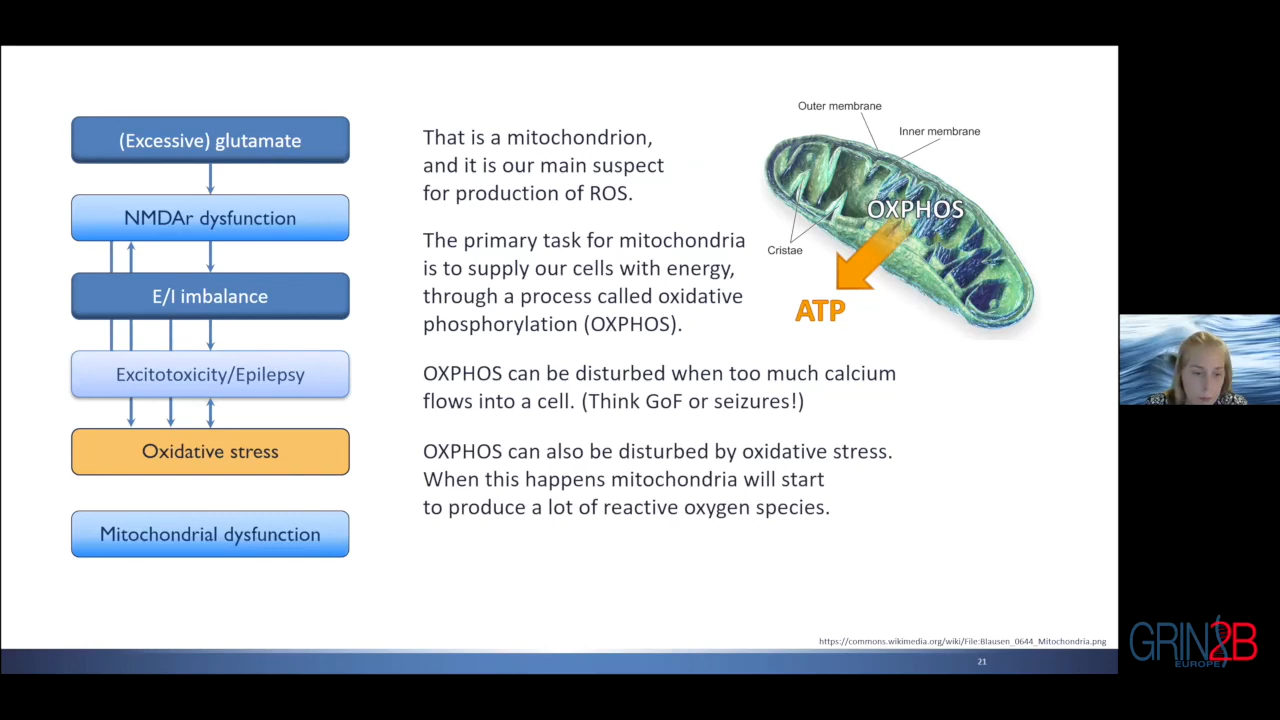 (Excessive) glutamate
NMDAr dysfunction
E/I imbalance
Excitotoxicity/Epilepsy
Oxidative stress
Mitochondrial dysfunction
That is a mitochondrion,
and it is our main suspect
for production of ROS.
The primary task for mitochondria
is to supply our cells with energy,
through a process called oxidative
phosphorylation (OXPHOS).
OXPHOS can be disturbed when too much calcium
flows into a cell. (Think GoF or seizures!)
OXPHOS can also be disturbed by oxidative stress.
When this happens mitochondria will start
to produce a lot of reactive oxygen species.
Outer membrane
Inner membrane
OXPHOS
Cristae
ATP
https://commons.wikimedia.org/wiki/File:Blausen_0644_Mitochondria.png
21
GRIN2B
EUROPE